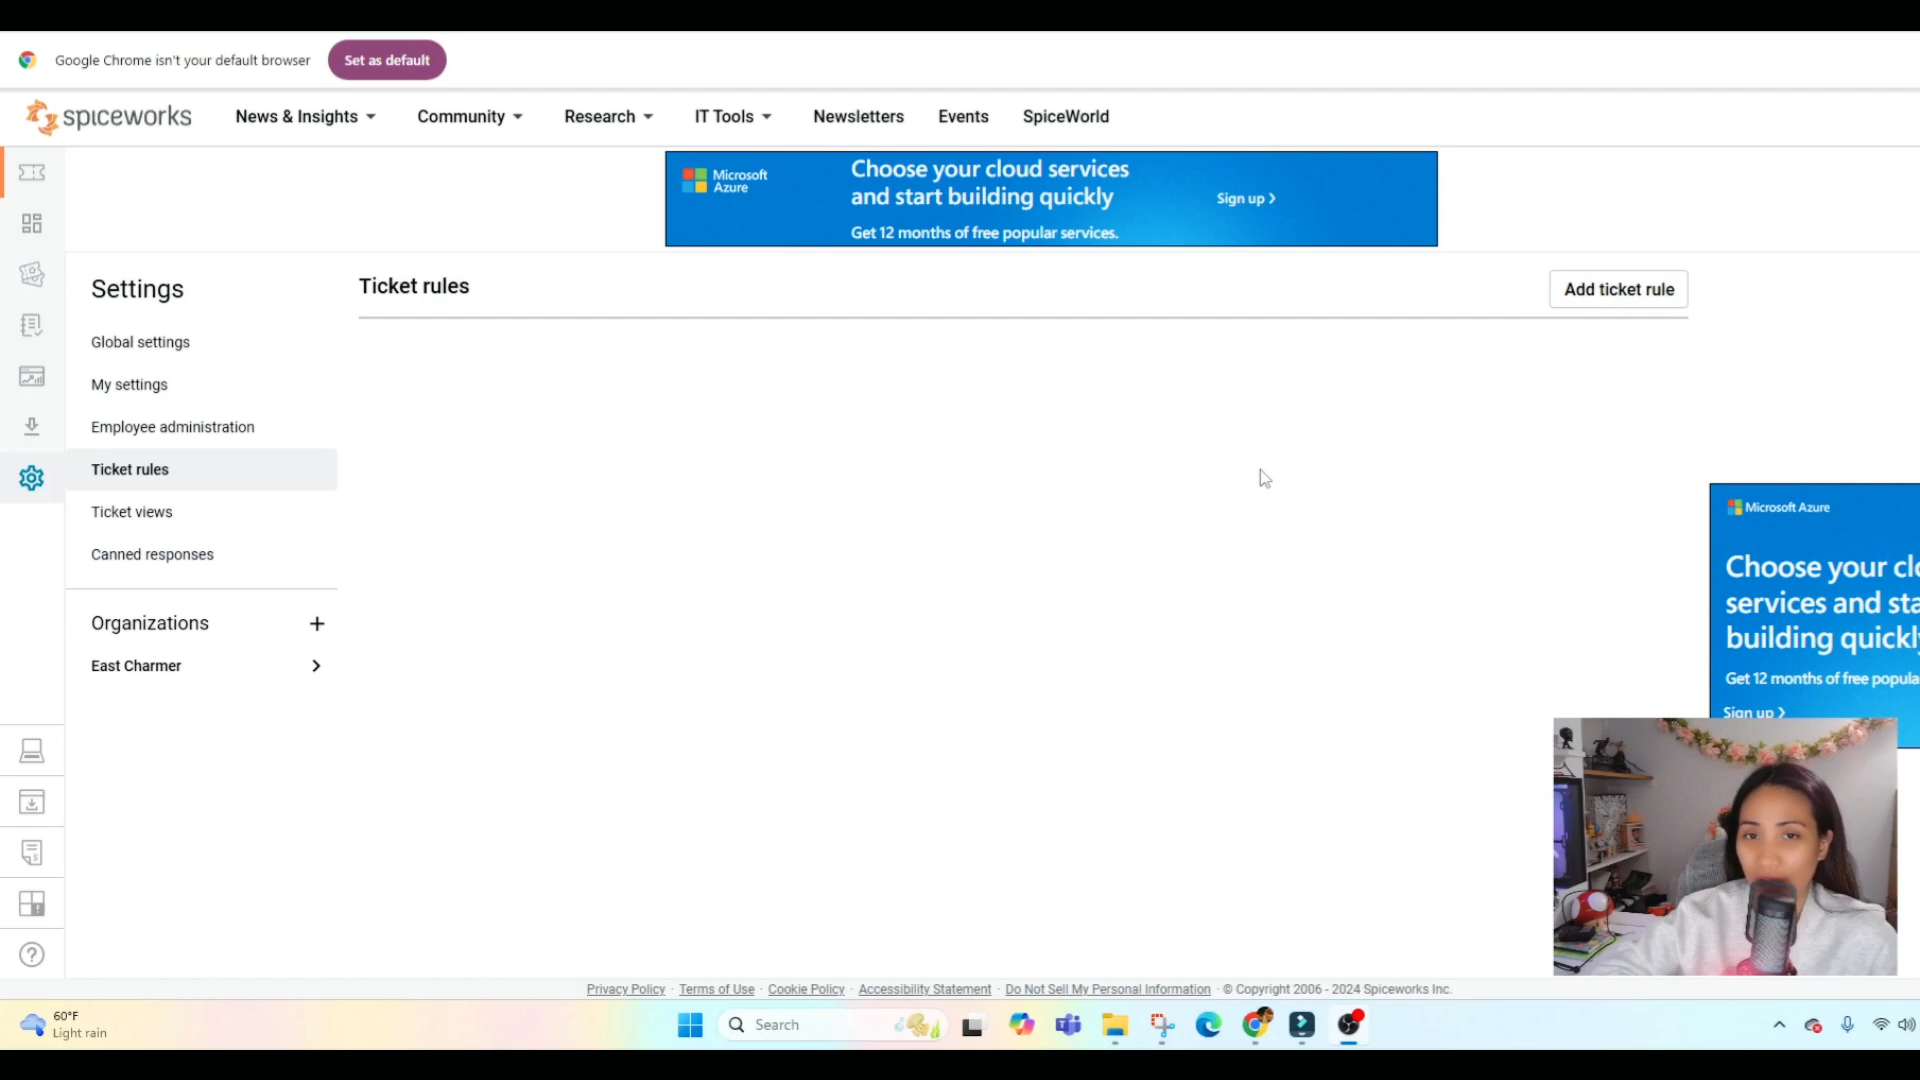 Google Chrome isn't your default browser
Set as default
spiceworks
News & Insights
Community
Research
IT Tools
Newsletters
Events
SpiceWorld
Microsoft
Azure
Choose your cloud services
and start building quickly
Get 12 months of free popular services.
Sign up
Settings
Global settings
My settings
Employee administration
Ticket rules
Ticket views
Canned responses
Organizations
East Charmer
Ticket rules
Add ticket rule
Microsoft Azure
Choose your clo
services and sta
building quickly
Get 12 months of free popula
Sign up
Privacy Policy · Terms of Use · Cookie Policy · Accessibility Statement · Do Not Sell My Personal Information · © Copyright 2006 - 2024 Spiceworks Inc.
60°F
Light rain
Search